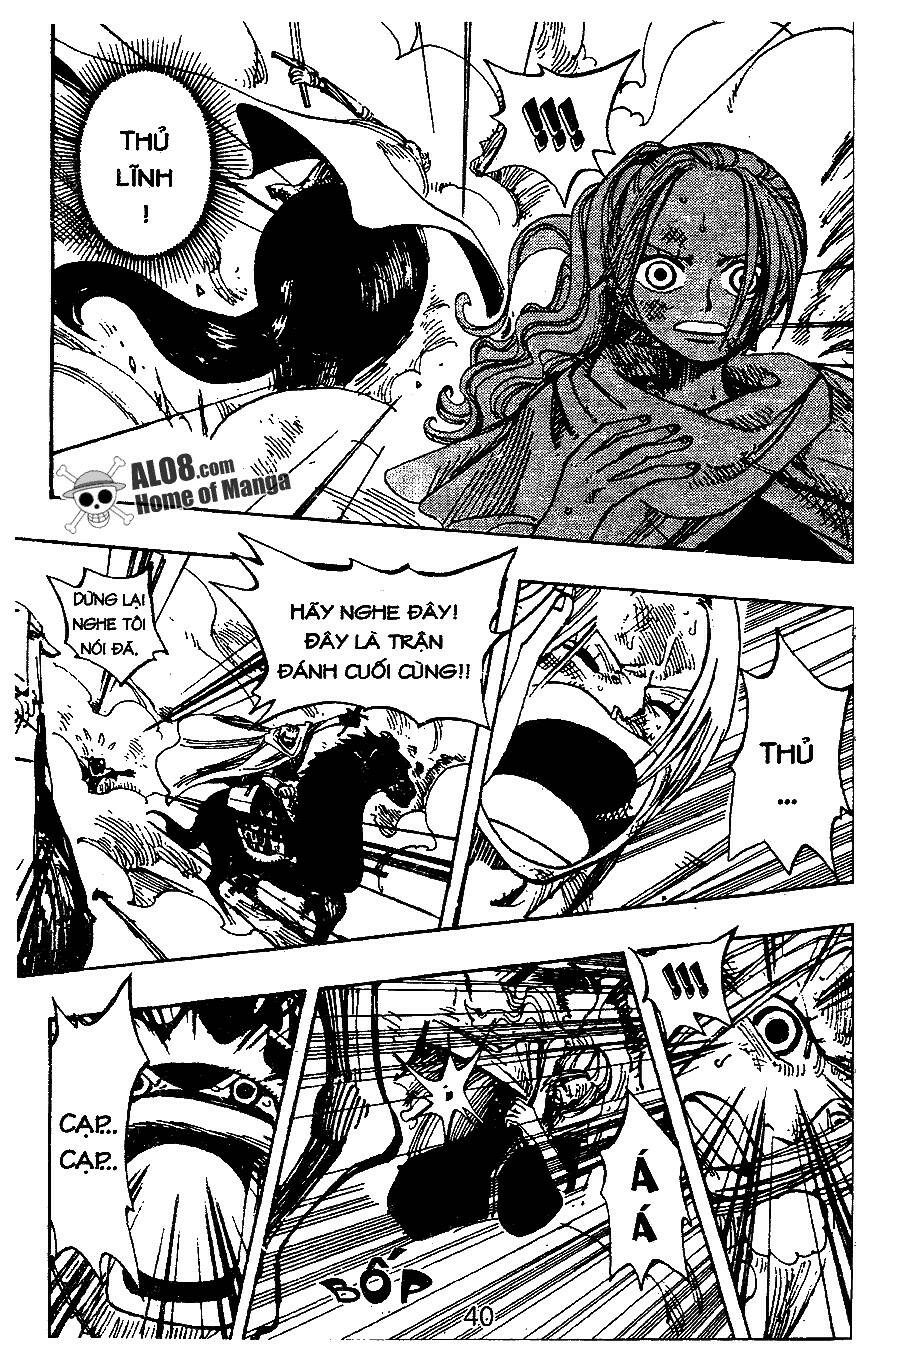 !!!
THỦ
LĨNH
!
AL08.com
Home of Manga
THỦ
...
HÃY NGHE ĐÂY!
ĐÂY LÀ TRẬN
ĐÁNH CUỐI CÙNG!!
DỪNG LẠI
NGHE TÔI
NÓI ĐÃ.
!!!
Á
Á
BỐP
CẠP...
CẠP...
40